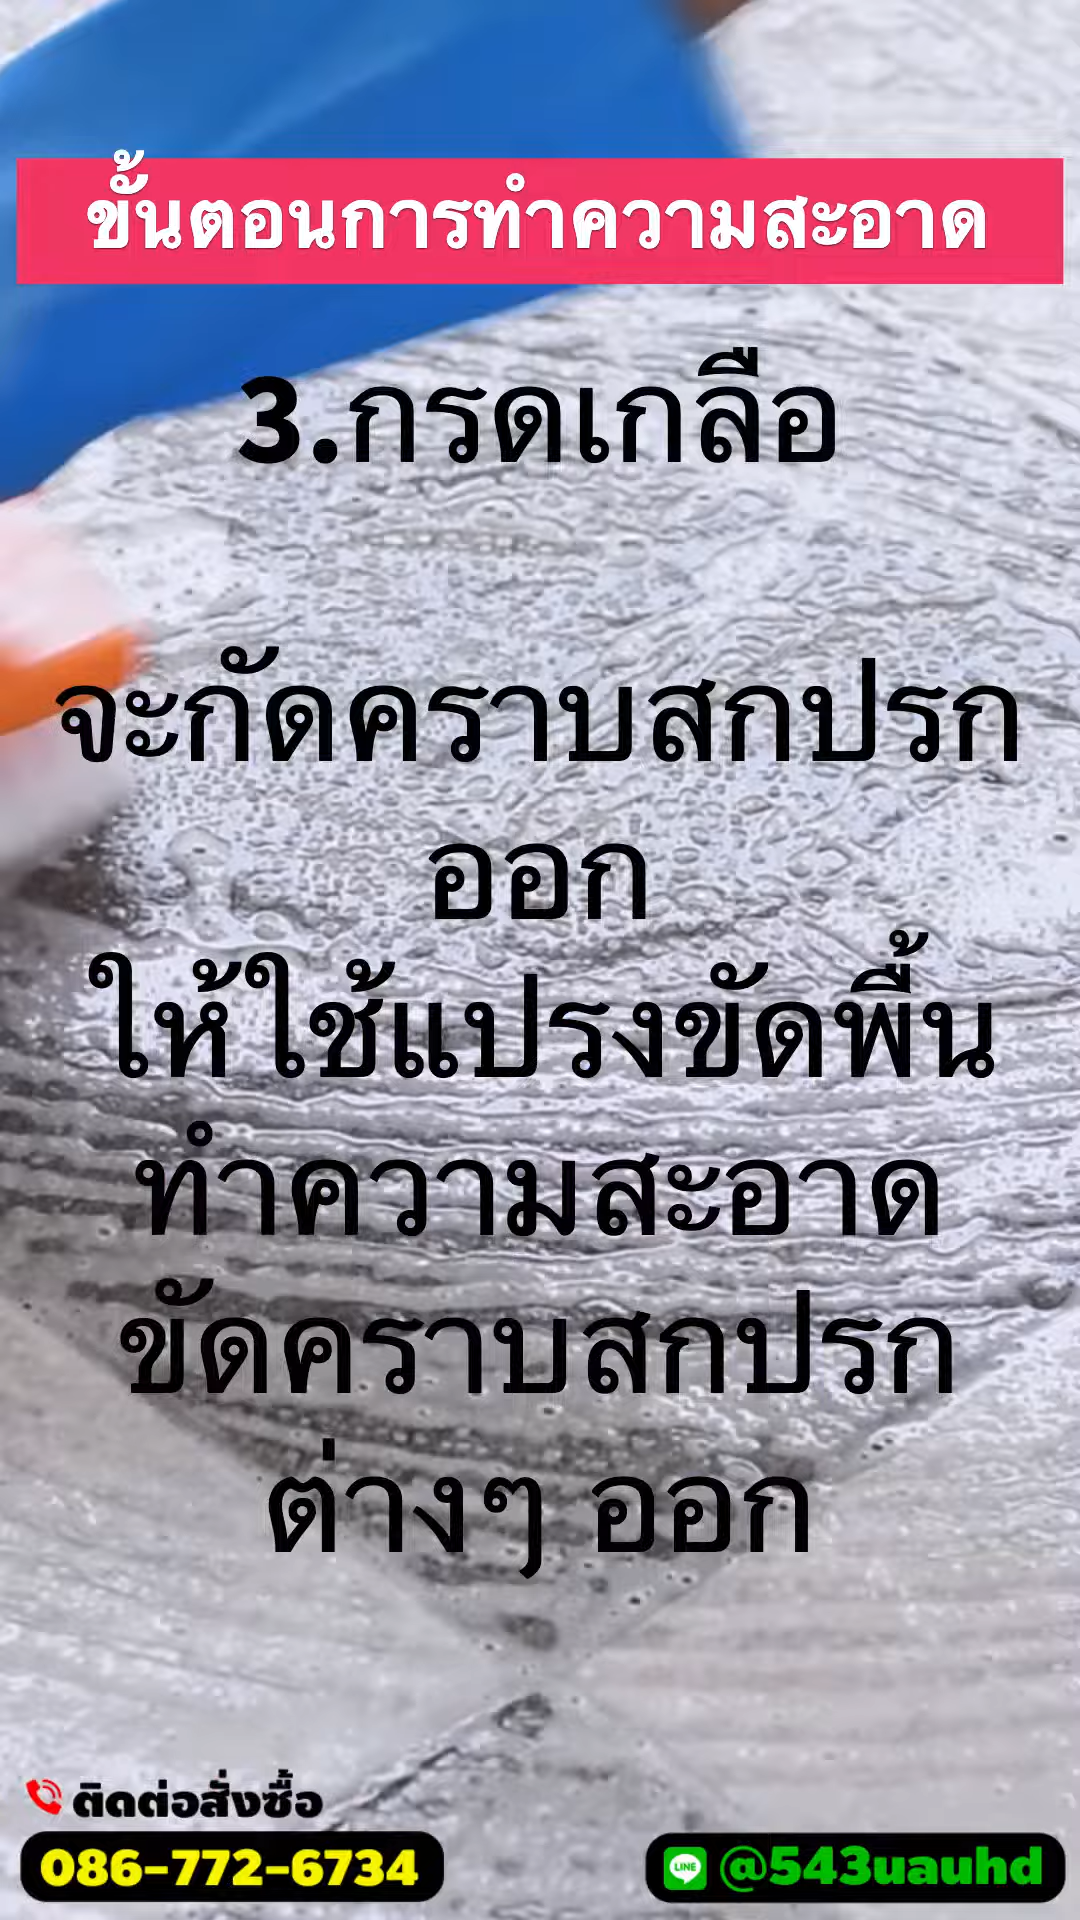 ขั้นตอนการทำความสะอาด
3.กรดเกลือ
จะกัดคราบสกปรก
ออก
ให้ใช้แปรงขัดพื้น
ทำความสะอาด
ขัดคราบสกปรก
ต่างๆ ออก
ติดต่อสั่งซื้อ
086-772-6734
LINE @543uauhd